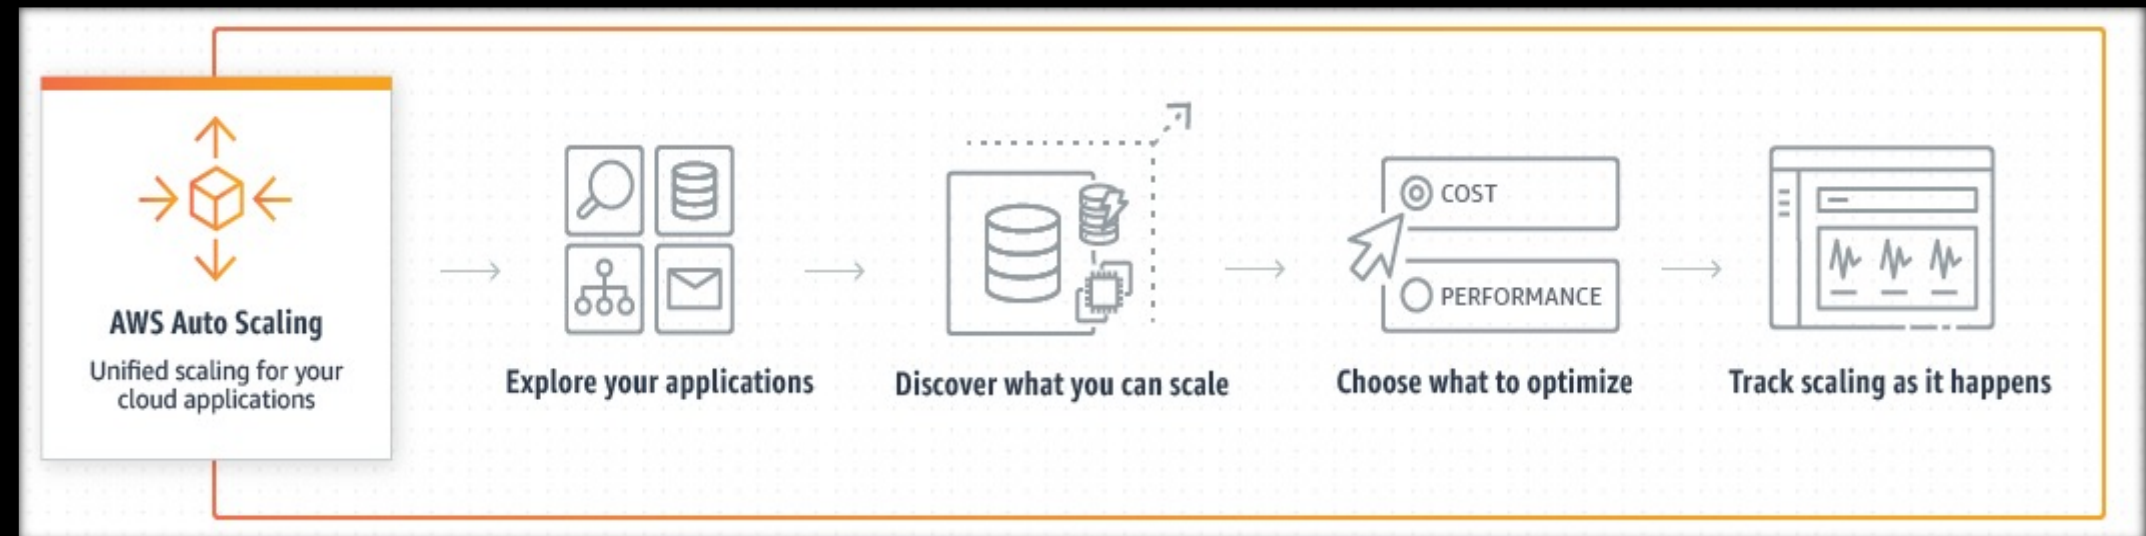 AWS Auto Scaling
Unified scaling for your
cloud applications
Explore your applications
Discover what you can scale
COST
PERFORMANCE
Choose what to optimize
Track scaling as it happens